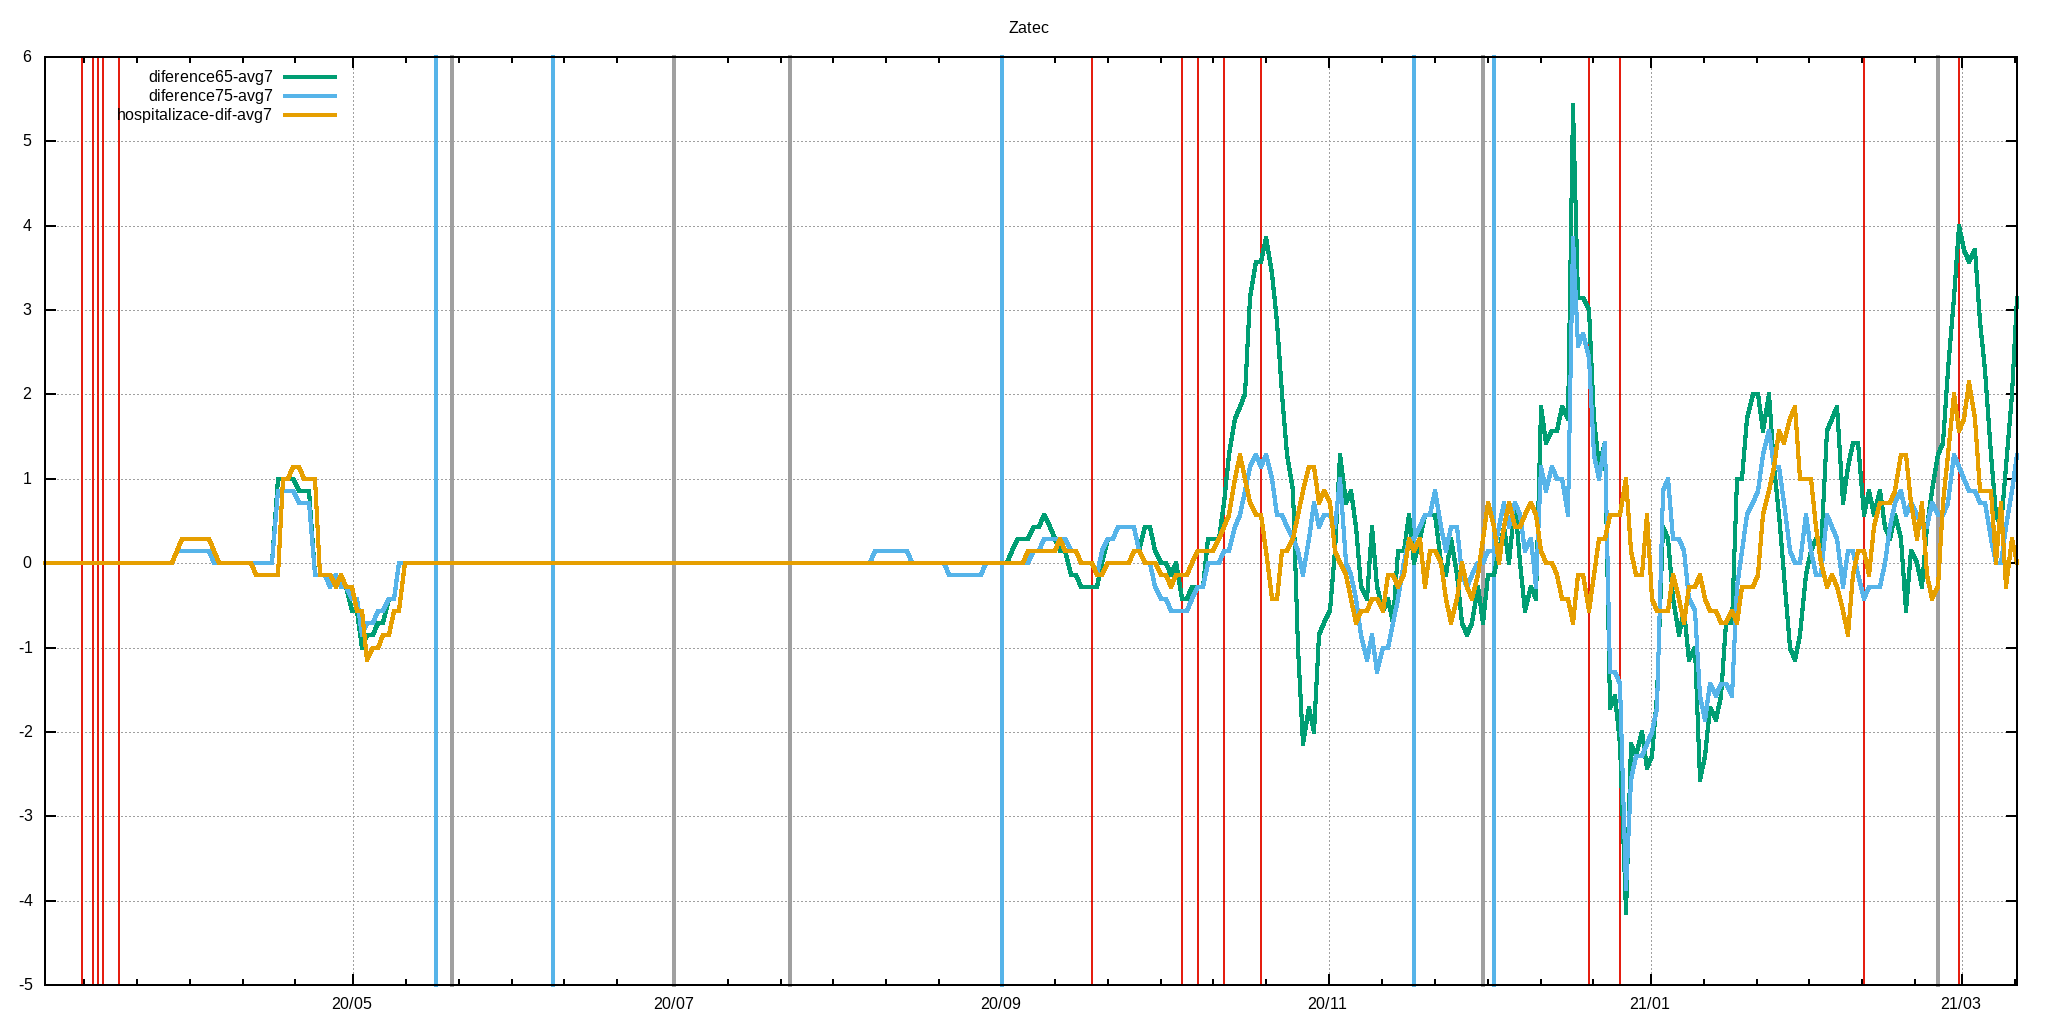 Zatec
6
diference65-avg7
diference75-avg7
hospitalizace-dif-avg7
5
4
3
2
1
0
-1
-2
-3
-4
-5
20/05 20/07 20/09 20/11 21/01 21/03